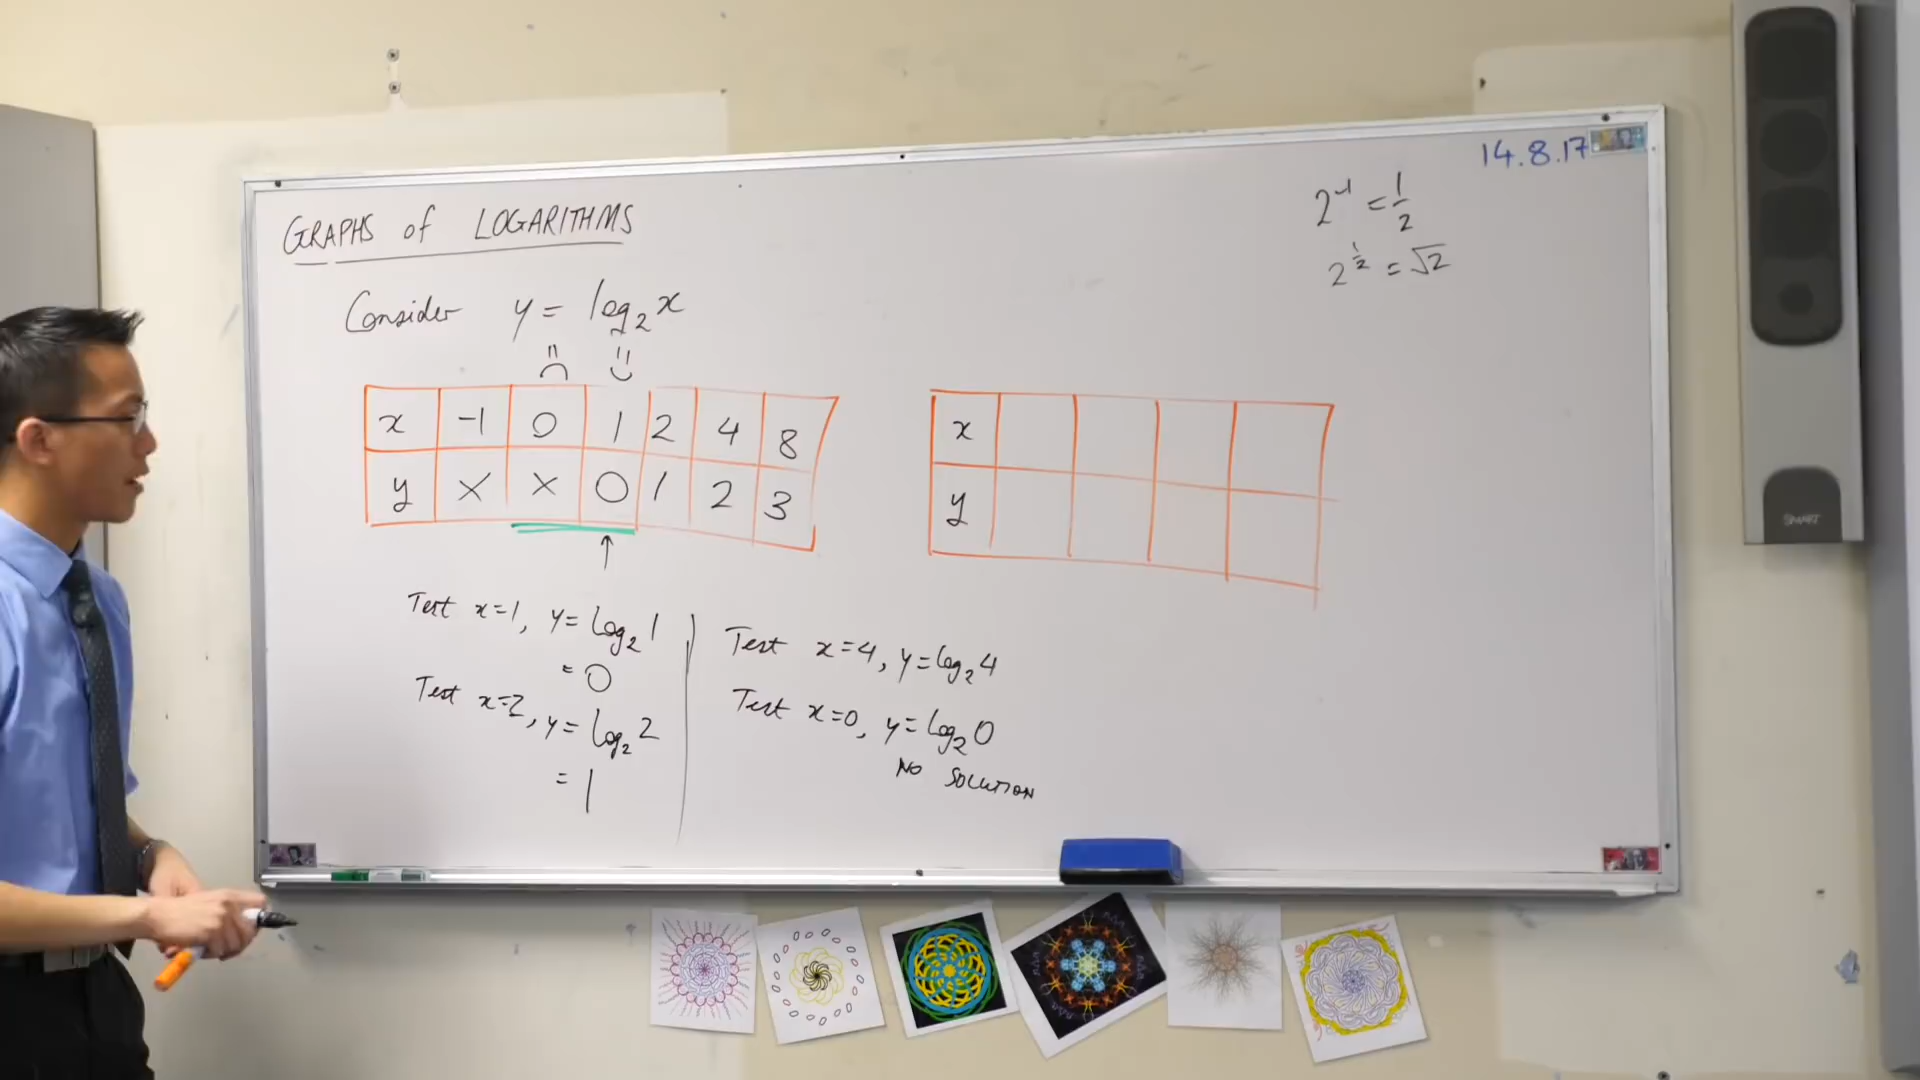 14.8.17
GRAPHS of LOGARITHMS
2⁻¹ = 1/2
2^½ = √2
Consider y = log₂x
x -1 0 1 2 4 8
y × × 0 1 2 3
x
y
Test x=1, y= log₂1
= 0
Test x=2, y= log₂2
= 1
Test x=4, y=log₂4
Test x=0, y=log₂0
NO SOLUTION
SMART